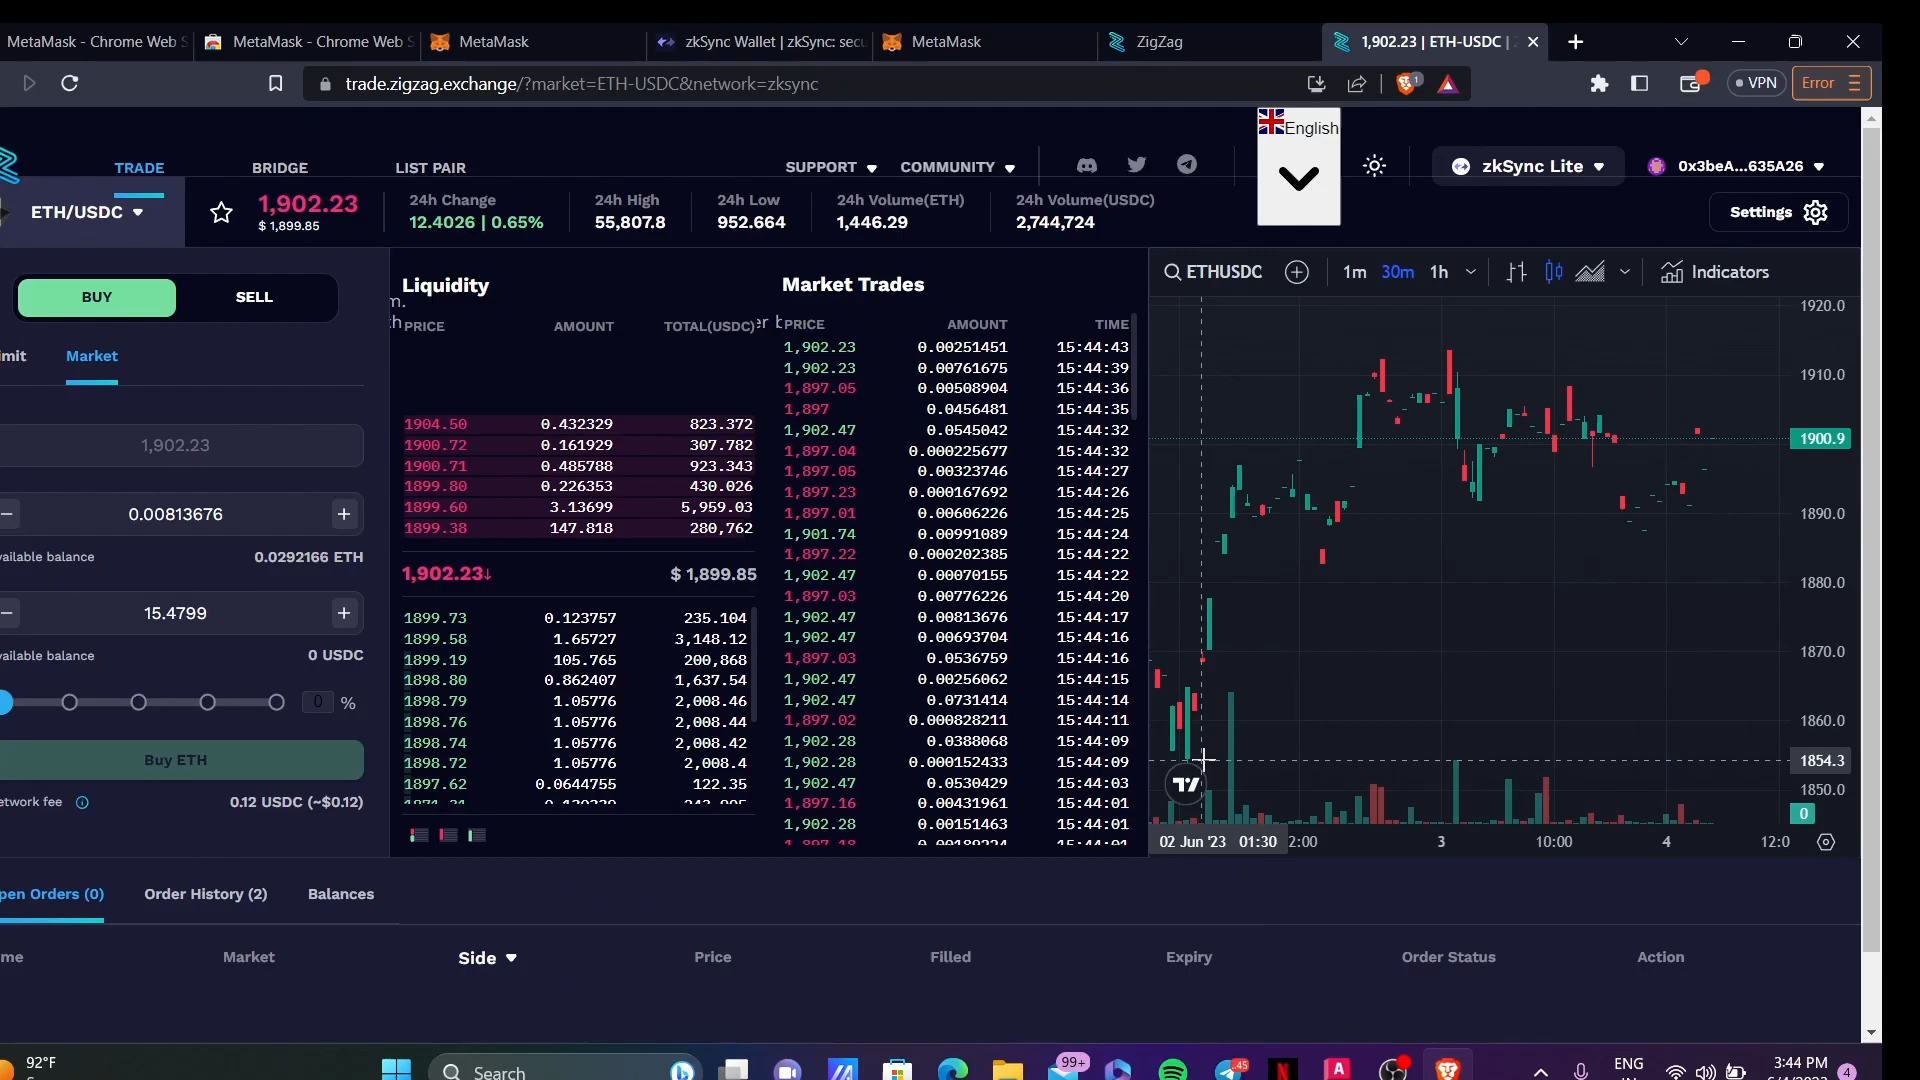 MetaMask - Chrome Web S
MetaMask - Chrome Web S
MetaMask
zkSync Wallet | zkSync: secu
MetaMask
ZigZag
1,902.23 | ETH-USDC |
trade.zigzag.exchange/?market=ETH-USDC&network=zksync
1
VPN
Error
TRADE
BRIDGE
LIST PAIR
SUPPORT
COMMUNITY
English
zkSync Lite
0x3beA...635A26
ETH/USDC
1,902.23
$ 1,899.85
24h Change
12.4026 | 0.65%
24h High
55,807.8
24h Low
952.664
24h Volume(ETH)
1,446.29
24h Volume(USDC)
2,744,724
Settings
BUY
SELL
imit
Market
1,902.23
0.00813676
vailable balance
0.0292166 ETH
15.4799
vailable balance
0 USDC
0 %
Buy ETH
etwork fee
0.12 USDC (~$0.12)
Liquidity
PRICE AMOUNT TOTAL(USDC)
1904.50 0.432329 823.372
1900.72 0.161929 307.782
1900.71 0.485788 923.343
1899.80 0.226353 430.026
1899.60 3.13699 5,959.03
1899.38 147.818 280,762
1,902.23↓ $ 1,899.85
1899.73 0.123757 235.104
1899.58 1.65727 3,148.12
1899.19 105.765 200,868
1898.80 0.862407 1,637.54
1898.79 1.05776 2,008.46
1898.76 1.05776 2,008.44
1898.74 1.05776 2,008.42
1898.72 1.05776 2,008.4
1897.62 0.0644755 122.35
Market Trades
PRICE AMOUNT TIME
1,902.23 0.00251451 15:44:43
1,902.23 0.00761675 15:44:39
1,897.05 0.00508904 15:44:36
1,897 0.0456481 15:44:35
1,902.47 0.0545042 15:44:32
1,897.04 0.000225677 15:44:32
1,897.05 0.00323746 15:44:27
1,897.23 0.000167692 15:44:26
1,897.01 0.00606226 15:44:25
1,901.74 0.00991089 15:44:24
1,897.22 0.000202385 15:44:22
1,902.47 0.00070155 15:44:22
1,897.03 0.00776226 15:44:20
1,902.47 0.00813676 15:44:17
1,902.47 0.00693704 15:44:16
1,897.03 0.0536759 15:44:16
1,902.47 0.00256062 15:44:15
1,902.47 0.0731414 15:44:14
1,897.02 0.000828211 15:44:11
1,902.28 0.0388068 15:44:09
1,902.28 0.000152433 15:44:09
1,902.47 0.0530429 15:44:03
1,897.16 0.00431961 15:44:01
1,902.28 0.00151463 15:44:01
ETHUSDC
1m 30m 1h
Indicators
1920.0
1910.0
1900.9
1890.0
1880.0
1870.0
1860.0
1854.3
1850.0
0
02 Jun '23 01:30
2:00
3
10:00
4
12:0
pen Orders (0)
Order History (2)
Balances
me
Market
Side
Price
Filled
Expiry
Order Status
Action
92°F
Search
99+
45
ENG
3:44 PM
4